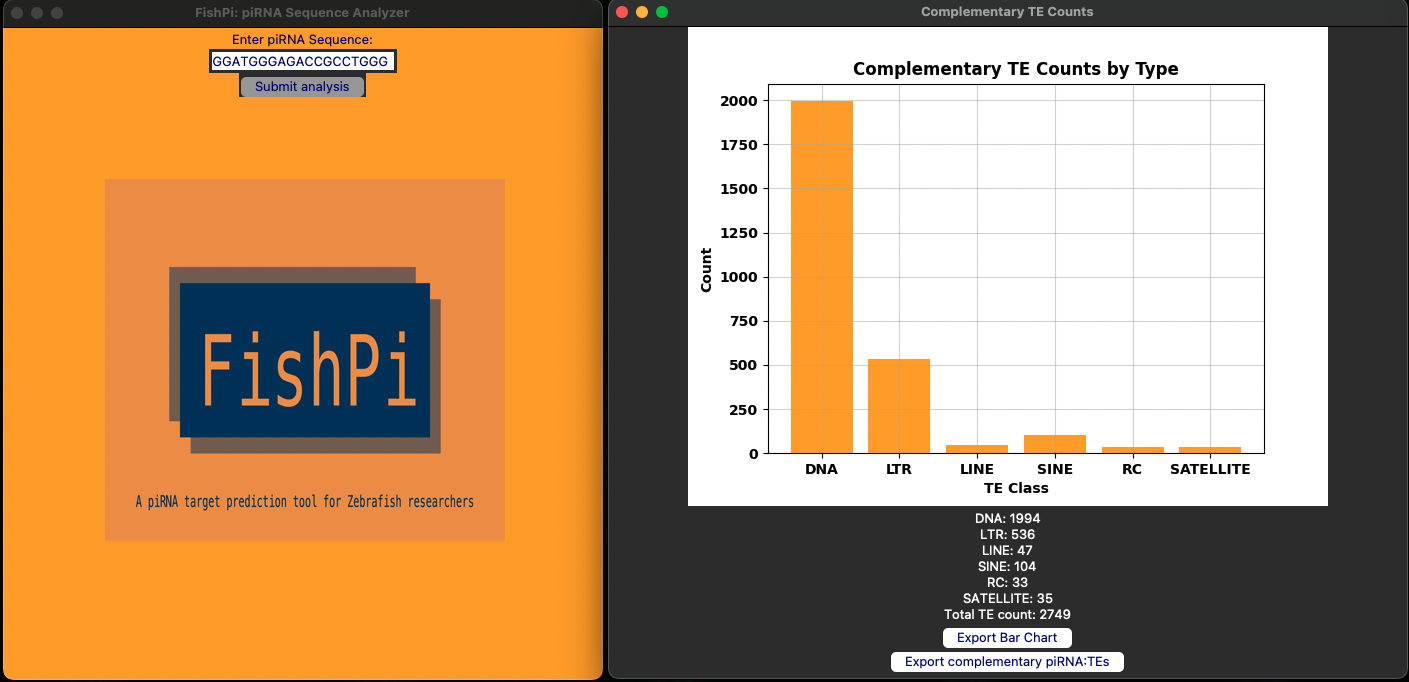 FishPi: piRNA Sequence Analyzer
Enter piRNA Sequence:
GGATGGGAGACCGCCTGGG
Submit analysis
FishPi
A piRNA target prediction tool for Zebrafish researchers
Complementary TE Counts
Complementary TE Counts by Type
Count
2000
1750
1500
1250
1000
750
500
250
0
DNA LTR LINE SINE RC SATELLITE
TE Class
DNA: 1994
LTR: 536
LINE: 47
SINE: 104
RC: 33
SATELLITE: 35
Total TE count: 2749
Export Bar Chart
Export complementary piRNA:TEs